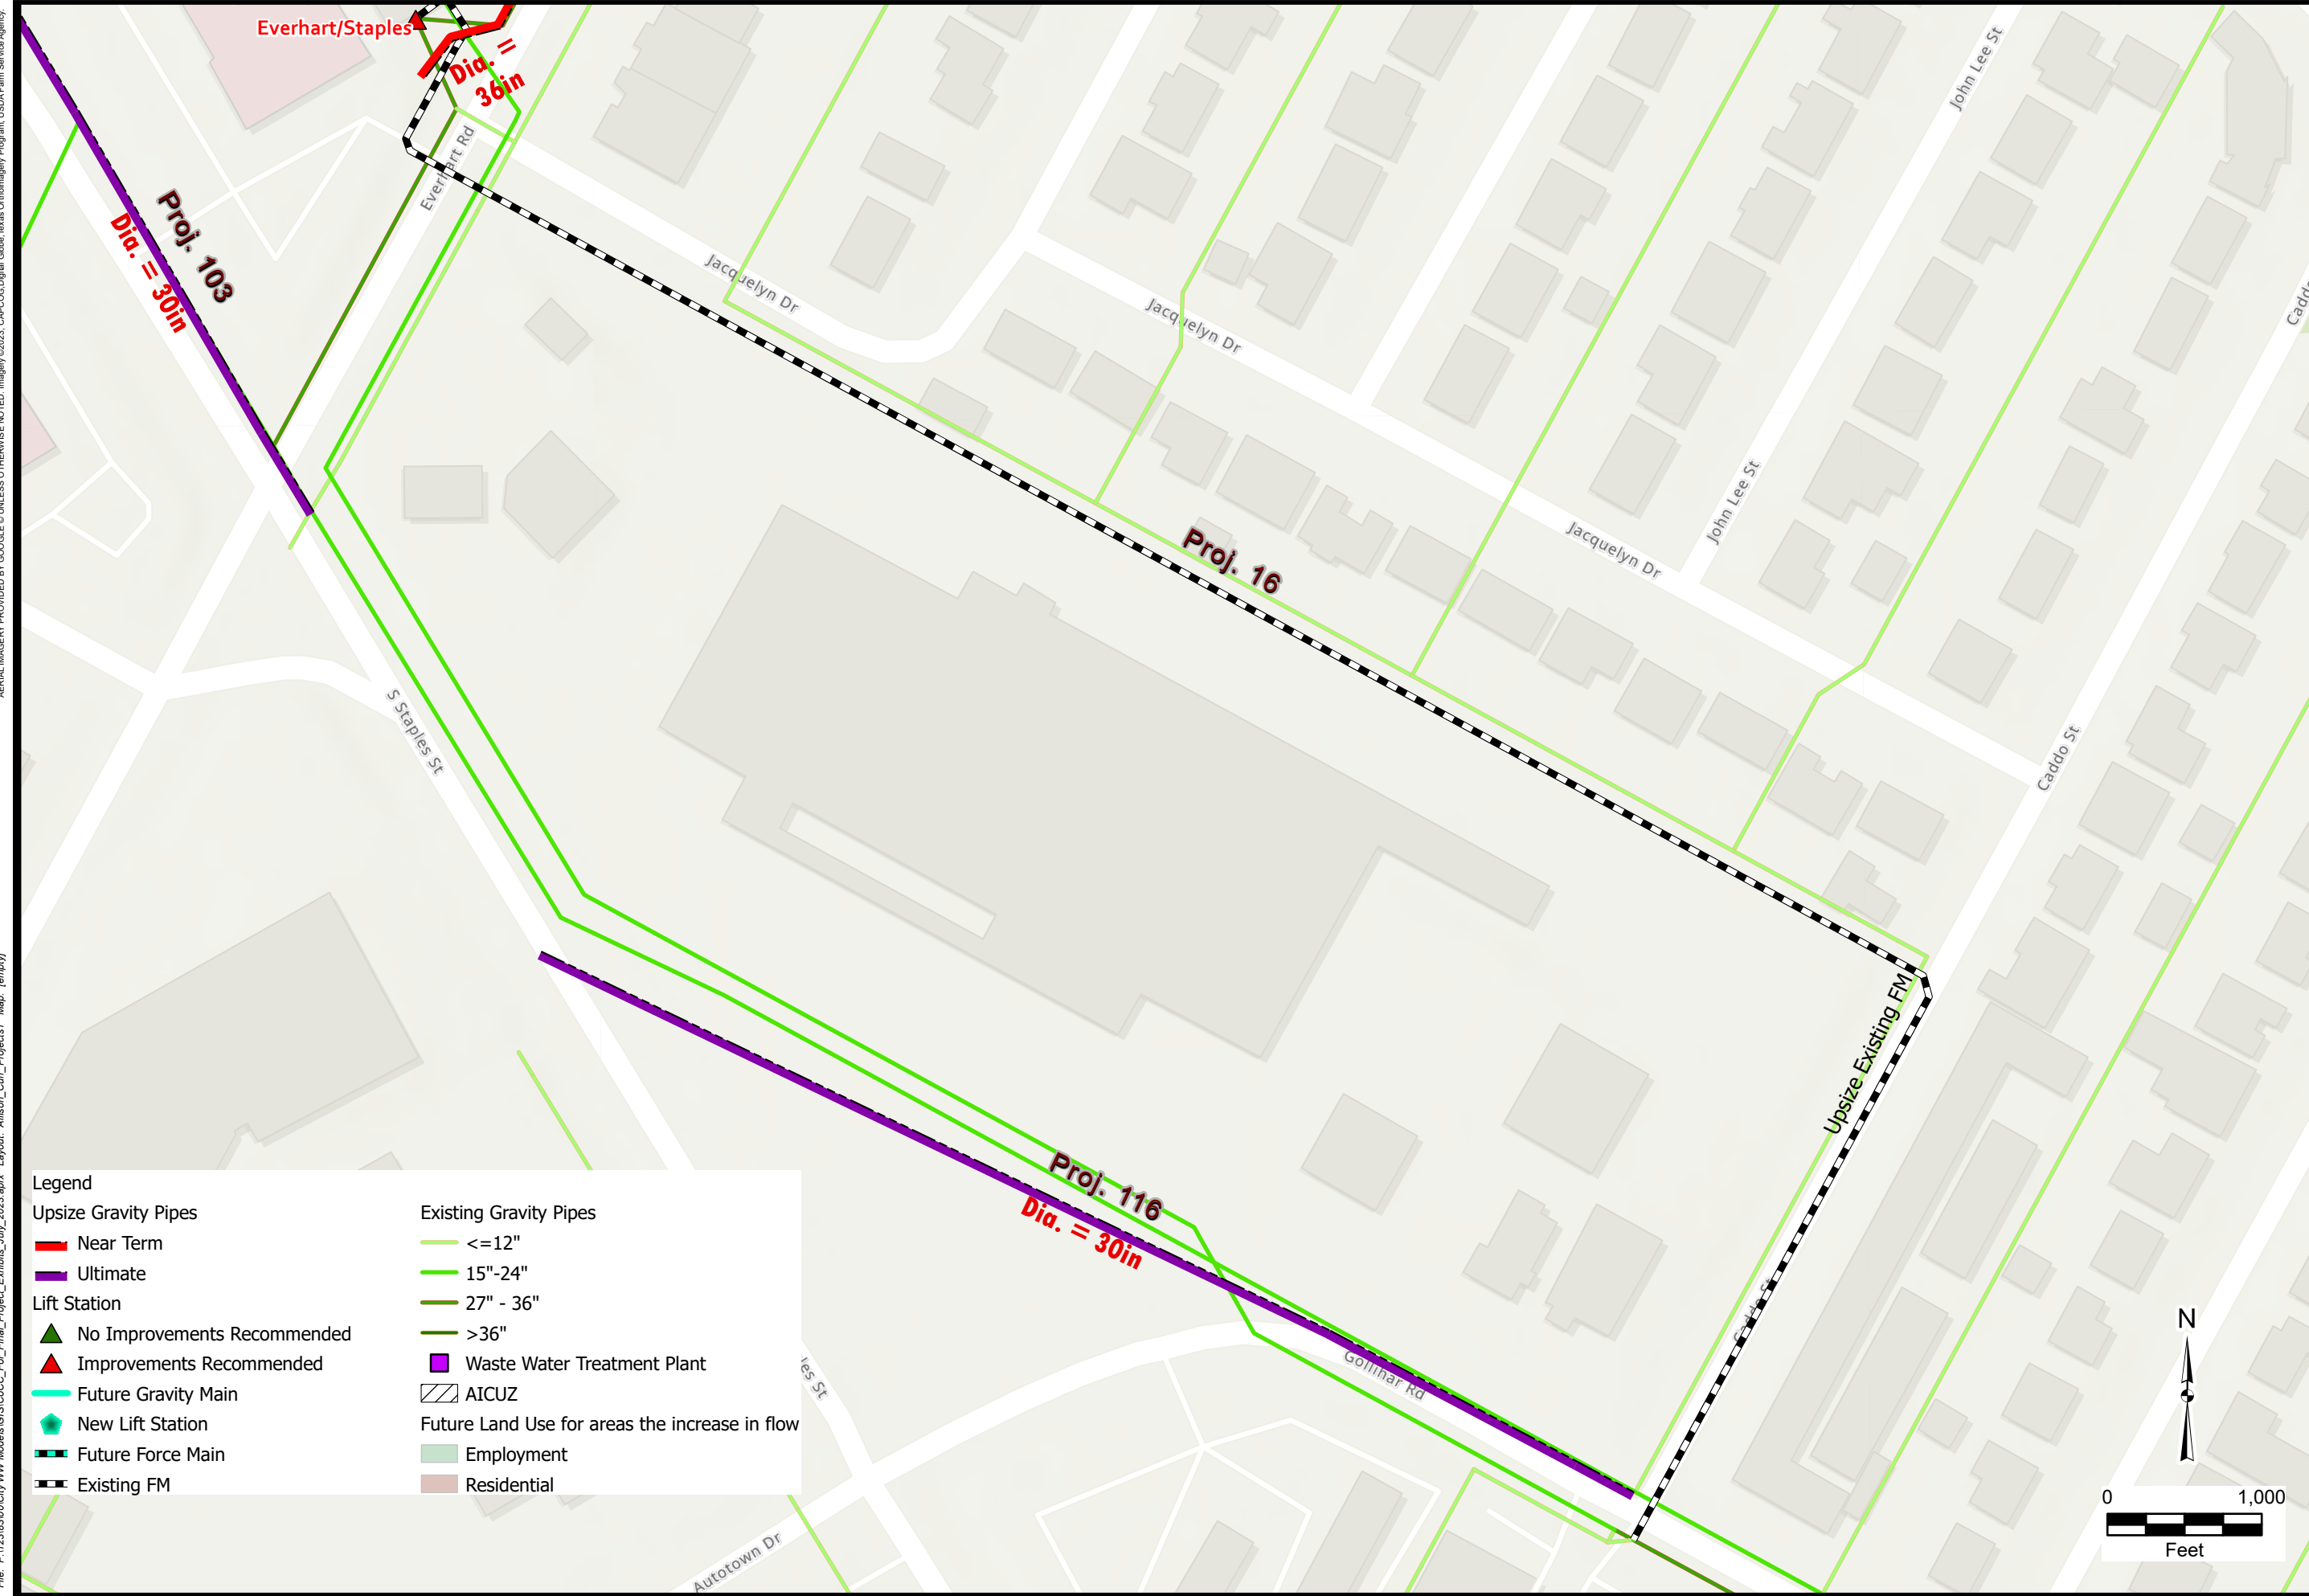 Everhart/Staples
Dia. =
36in
John Lee St
Everhart Rd
Proj. 103
Dia. = 30in
Jacquelyn Dr
Jacquelyn Dr
Proj. 16
John Lee St
Jacquelyn Dr
S Staples St
Caddo St
Upsize Existing FM
Proj. 116
Dia. = 30in
Caddo St
Gollihar Rd
Autotown Dr
Legend
Upsize Gravity Pipes
Near Term
Ultimate
Lift Station
No Improvements Recommended
Improvements Recommended
Future Gravity Main
New Lift Station
Future Force Main
Existing FM
Existing Gravity Pipes
<=12"
15"-24"
27" - 36"
>36"
Waste Water Treatment Plant
AICUZ
Future Land Use for areas the increase in flow
Employment
Residential
N
0 1,000
Feet